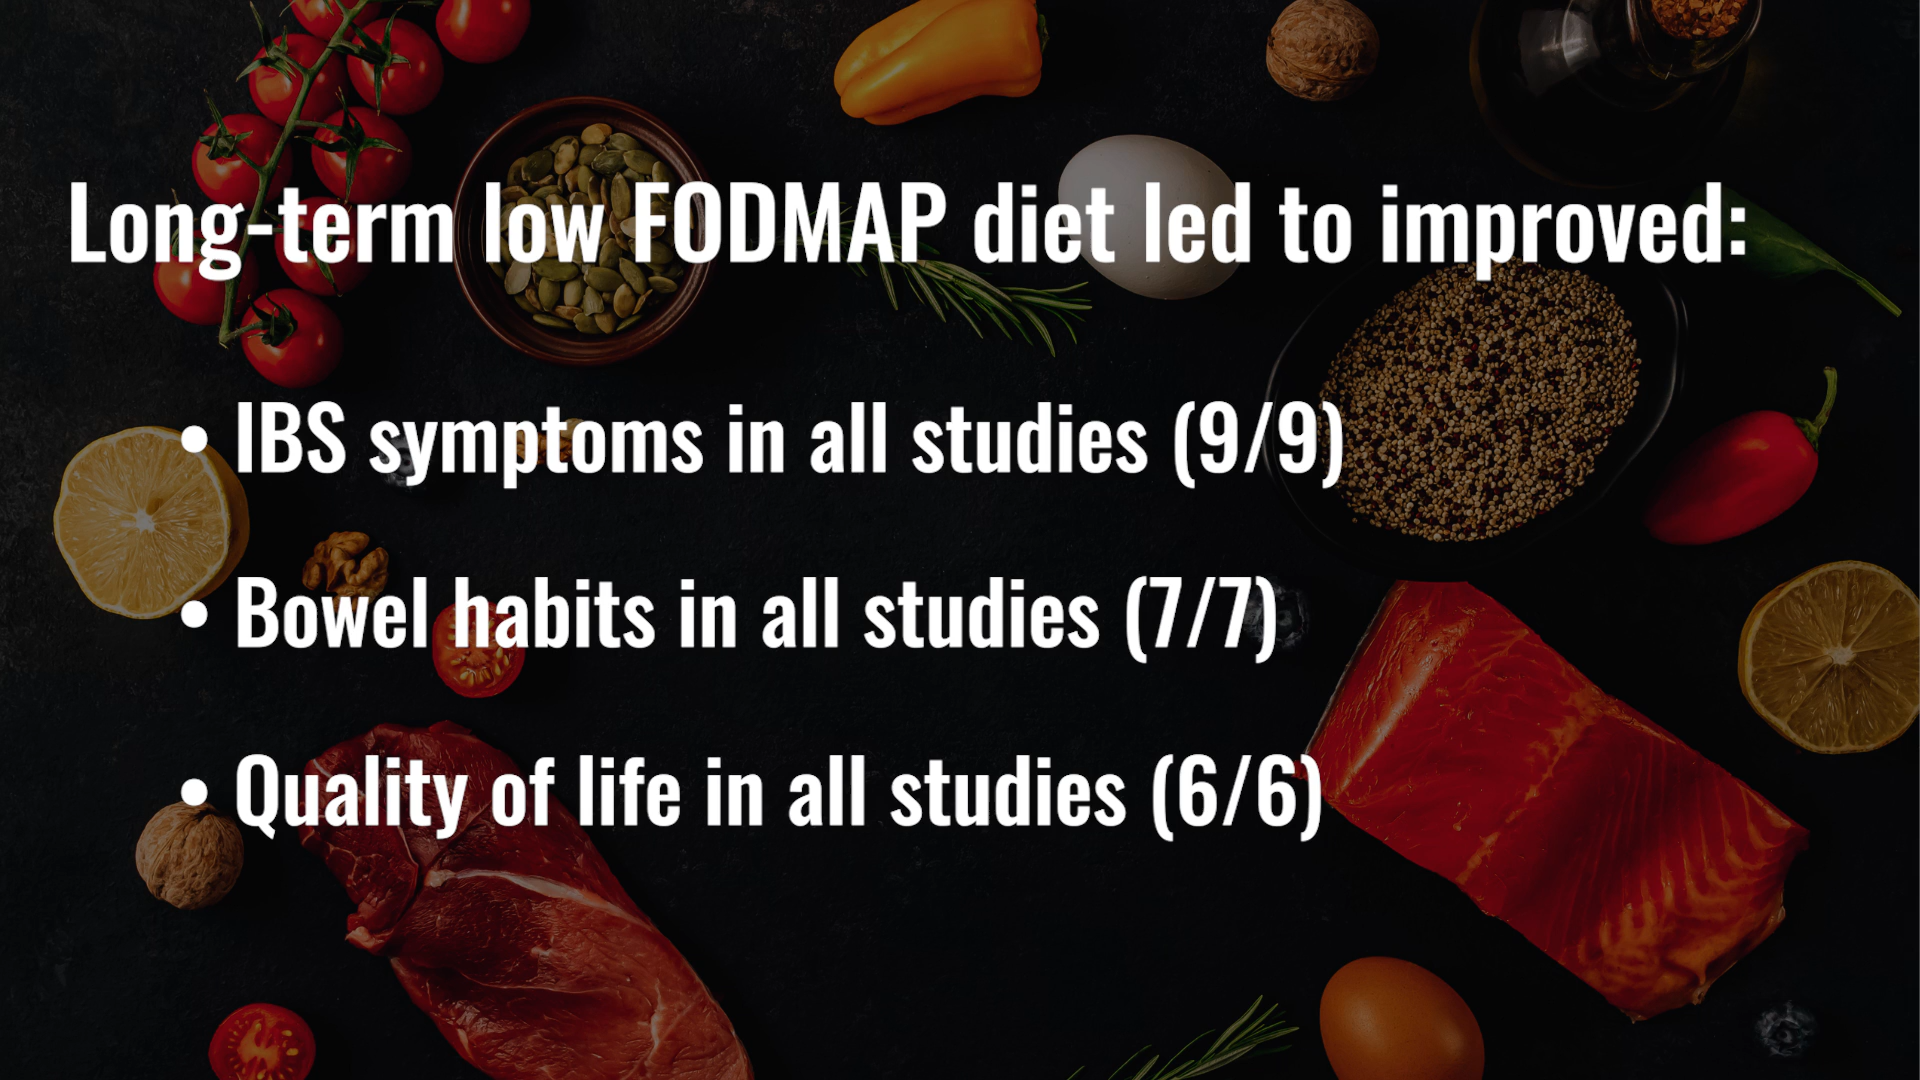 Long-term low FODMAP diet led to improved:
• IBS symptoms in all studies (9/9)
• Bowel habits in all studies (7/7)
• Quality of life in all studies (6/6)